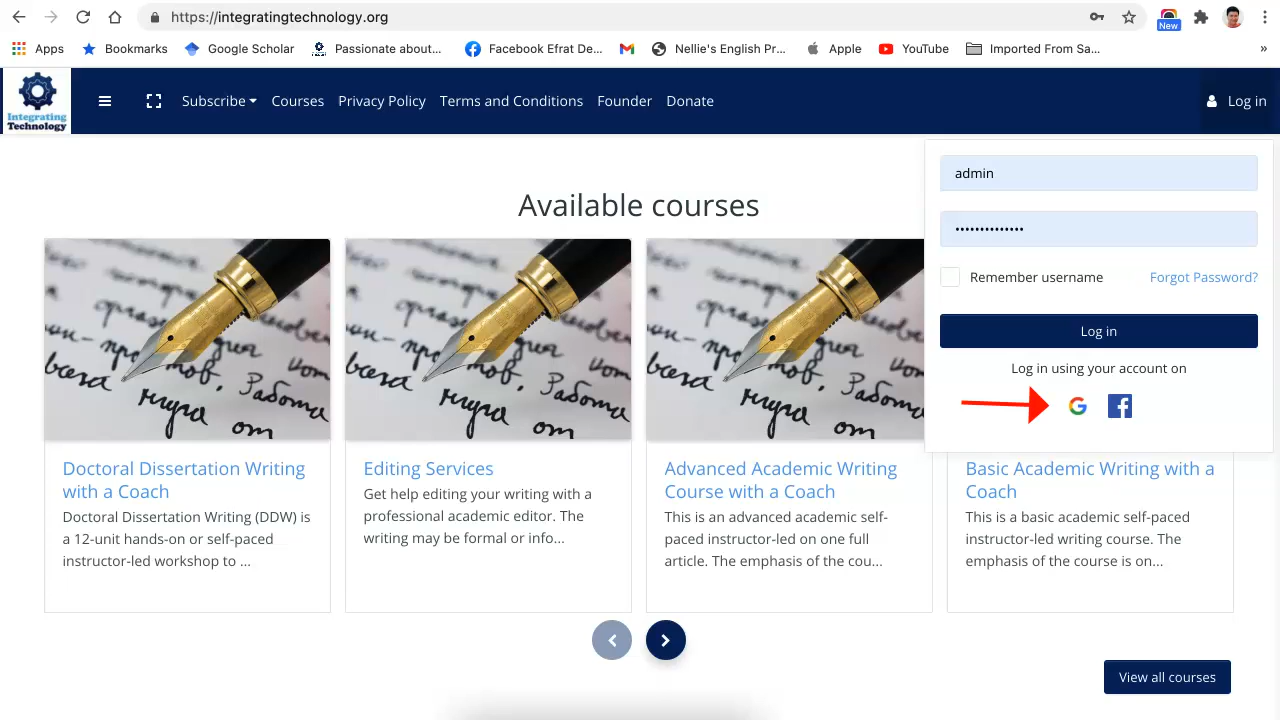 https://integratingtechnology.org
New
Apps Bookmarks Google Scholar Passionate about... Facebook Efrat De... Nellie's English Pr... Apple YouTube Imported From Sa... »
Integrating
Technology
Subscribe Courses Privacy Policy Terms and Conditions Founder Donate Log in
admin
••••••••••••••
Remember username Forgot Password?
Log in
Log in using your account on
Available courses
Doctoral Dissertation Writing
with a Coach
Doctoral Dissertation Writing (DDW) is
a 12-unit hands-on or self-paced
instructor-led workshop to ...
Editing Services
Get help editing your writing with a
professional academic editor. The
writing may be formal or info...
Advanced Academic Writing
Course with a Coach
This is an advanced academic self-
paced instructor-led on one full
article. The emphasis of the cou...
Basic Academic Writing with a
Coach
This is a basic academic self-paced
instructor-led writing course. The
emphasis of the course is on...
View all courses